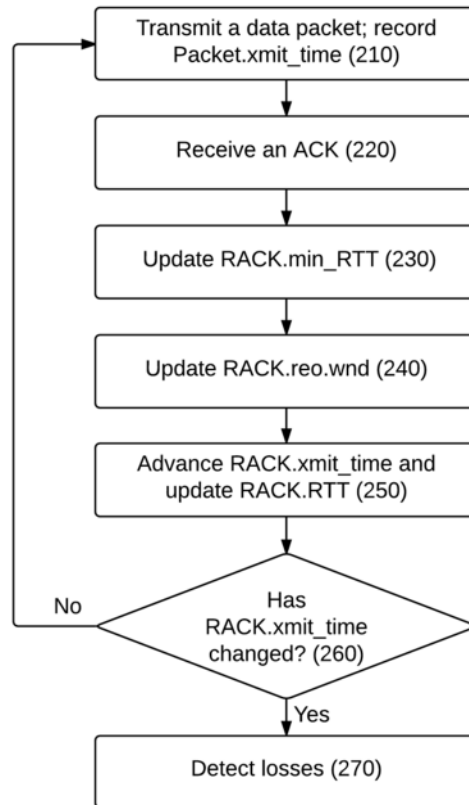 Transmit a data packet; record
Packet.xmit_time (210)
Receive an ACK (220)
Update RACK.min_RTT (230)
Update RACK.reo.wnd (240)
Advance RACK.xmit_time and
update RACK.RTT (250)
Has
RACK.xmit_time
changed? (260)
No
Yes
Detect losses (270)